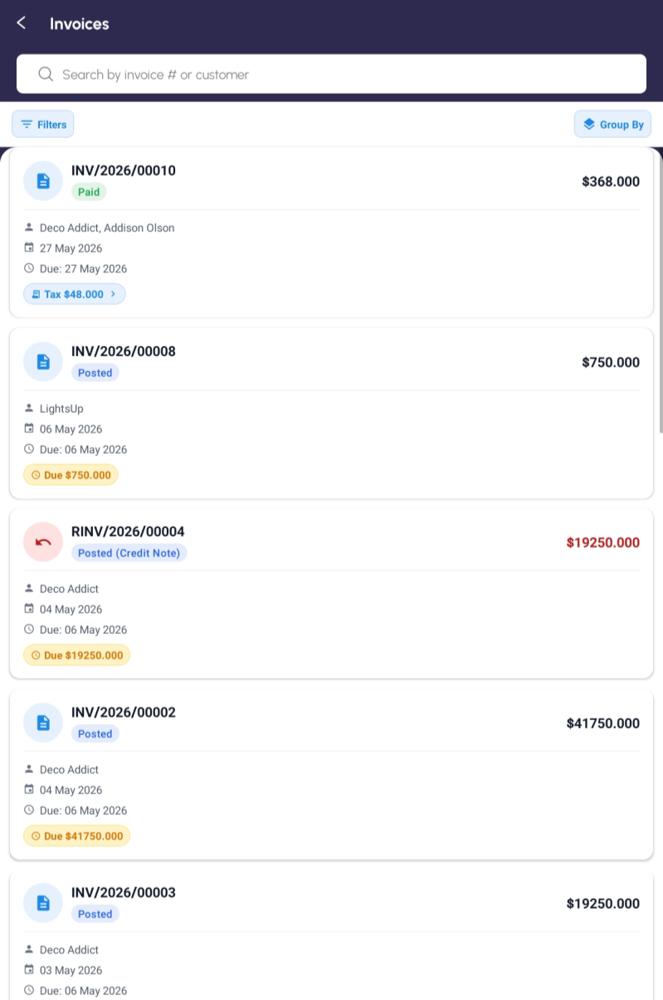 Invoices
Search by invoice # or customer
Filters
Group By
INV/2026/00010
Paid
$368.000
Deco Addict, Addison Olson
27 May 2026
Due: 27 May 2026
Tax $48.000
INV/2026/00008
Posted
$750.000
LightsUp
06 May 2026
Due: 06 May 2026
Due $750.000
RINV/2026/00004
Posted (Credit Note)
$19250.000
Deco Addict
04 May 2026
Due: 06 May 2026
Due $19250.000
INV/2026/00002
Posted
$41750.000
Deco Addict
04 May 2026
Due: 06 May 2026
Due $41750.000
INV/2026/00003
Posted
$19250.000
Deco Addict
03 May 2026
Due: 06 May 2026